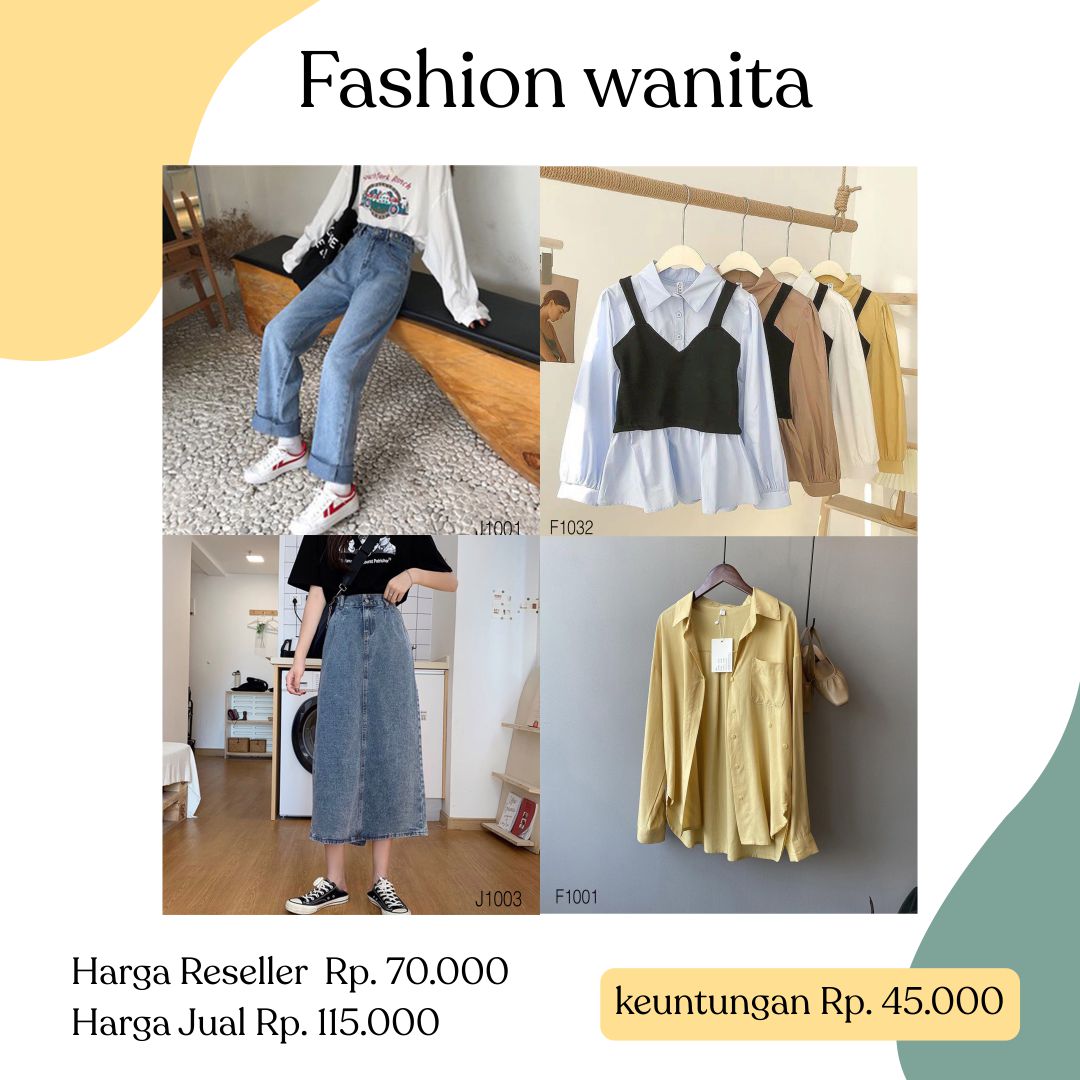 Fashion wanita
J1001
F1032
J1003
F1001
Harga Reseller Rp. 70.000
Harga Jual Rp. 115.000
keuntungan Rp. 45.000